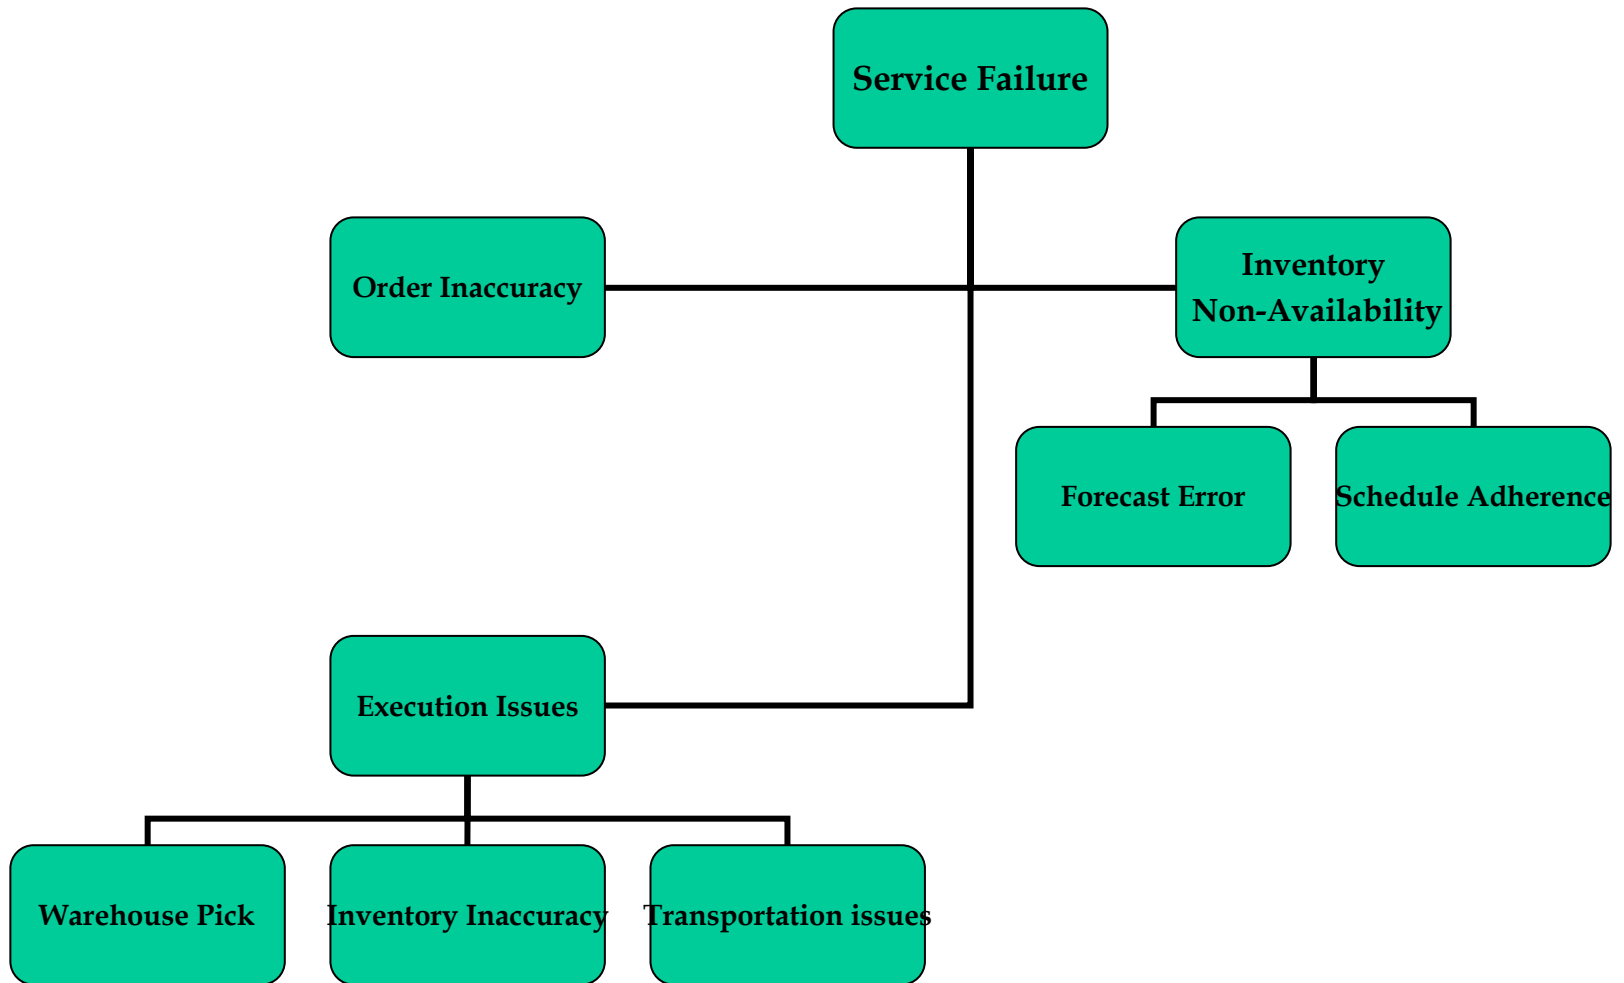 Service Failure
Order Inaccuracy
Inventory
Non-Availability
Forecast Error
Schedule Adherence
Execution Issues
Warehouse Pick
Inventory Inaccuracy
Transportation issues